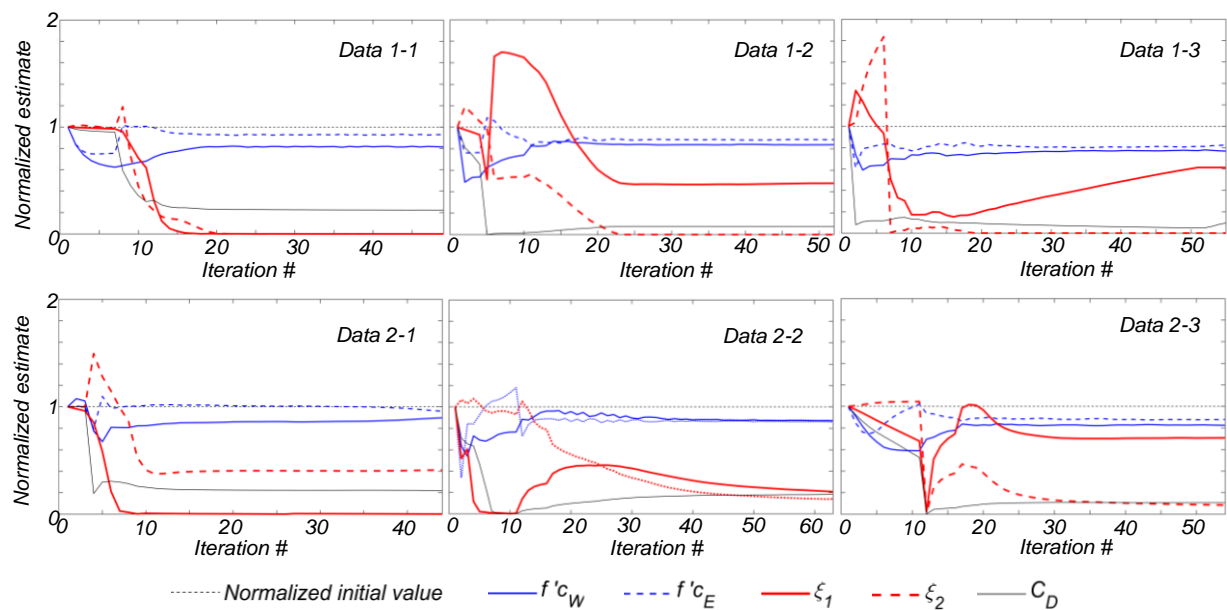 Normalized estimate
2
1
0
Data 1-1
0 10 20 30 40
Iteration #
Data 1-2
0 10 20 30 40 50
Iteration #
Data 1-3
0 10 20 30 40 50
Iteration #
Normalized estimate
2
1
0
Data 2-1
0 10 20 30 40
Iteration #
Data 2-2
0 10 20 30 40 50 60
Iteration #
Data 2-3
0 10 20 30 40 50
Iteration #
Normalized initial value f'c_W f'c_E ξ_1 ξ_2 C_D